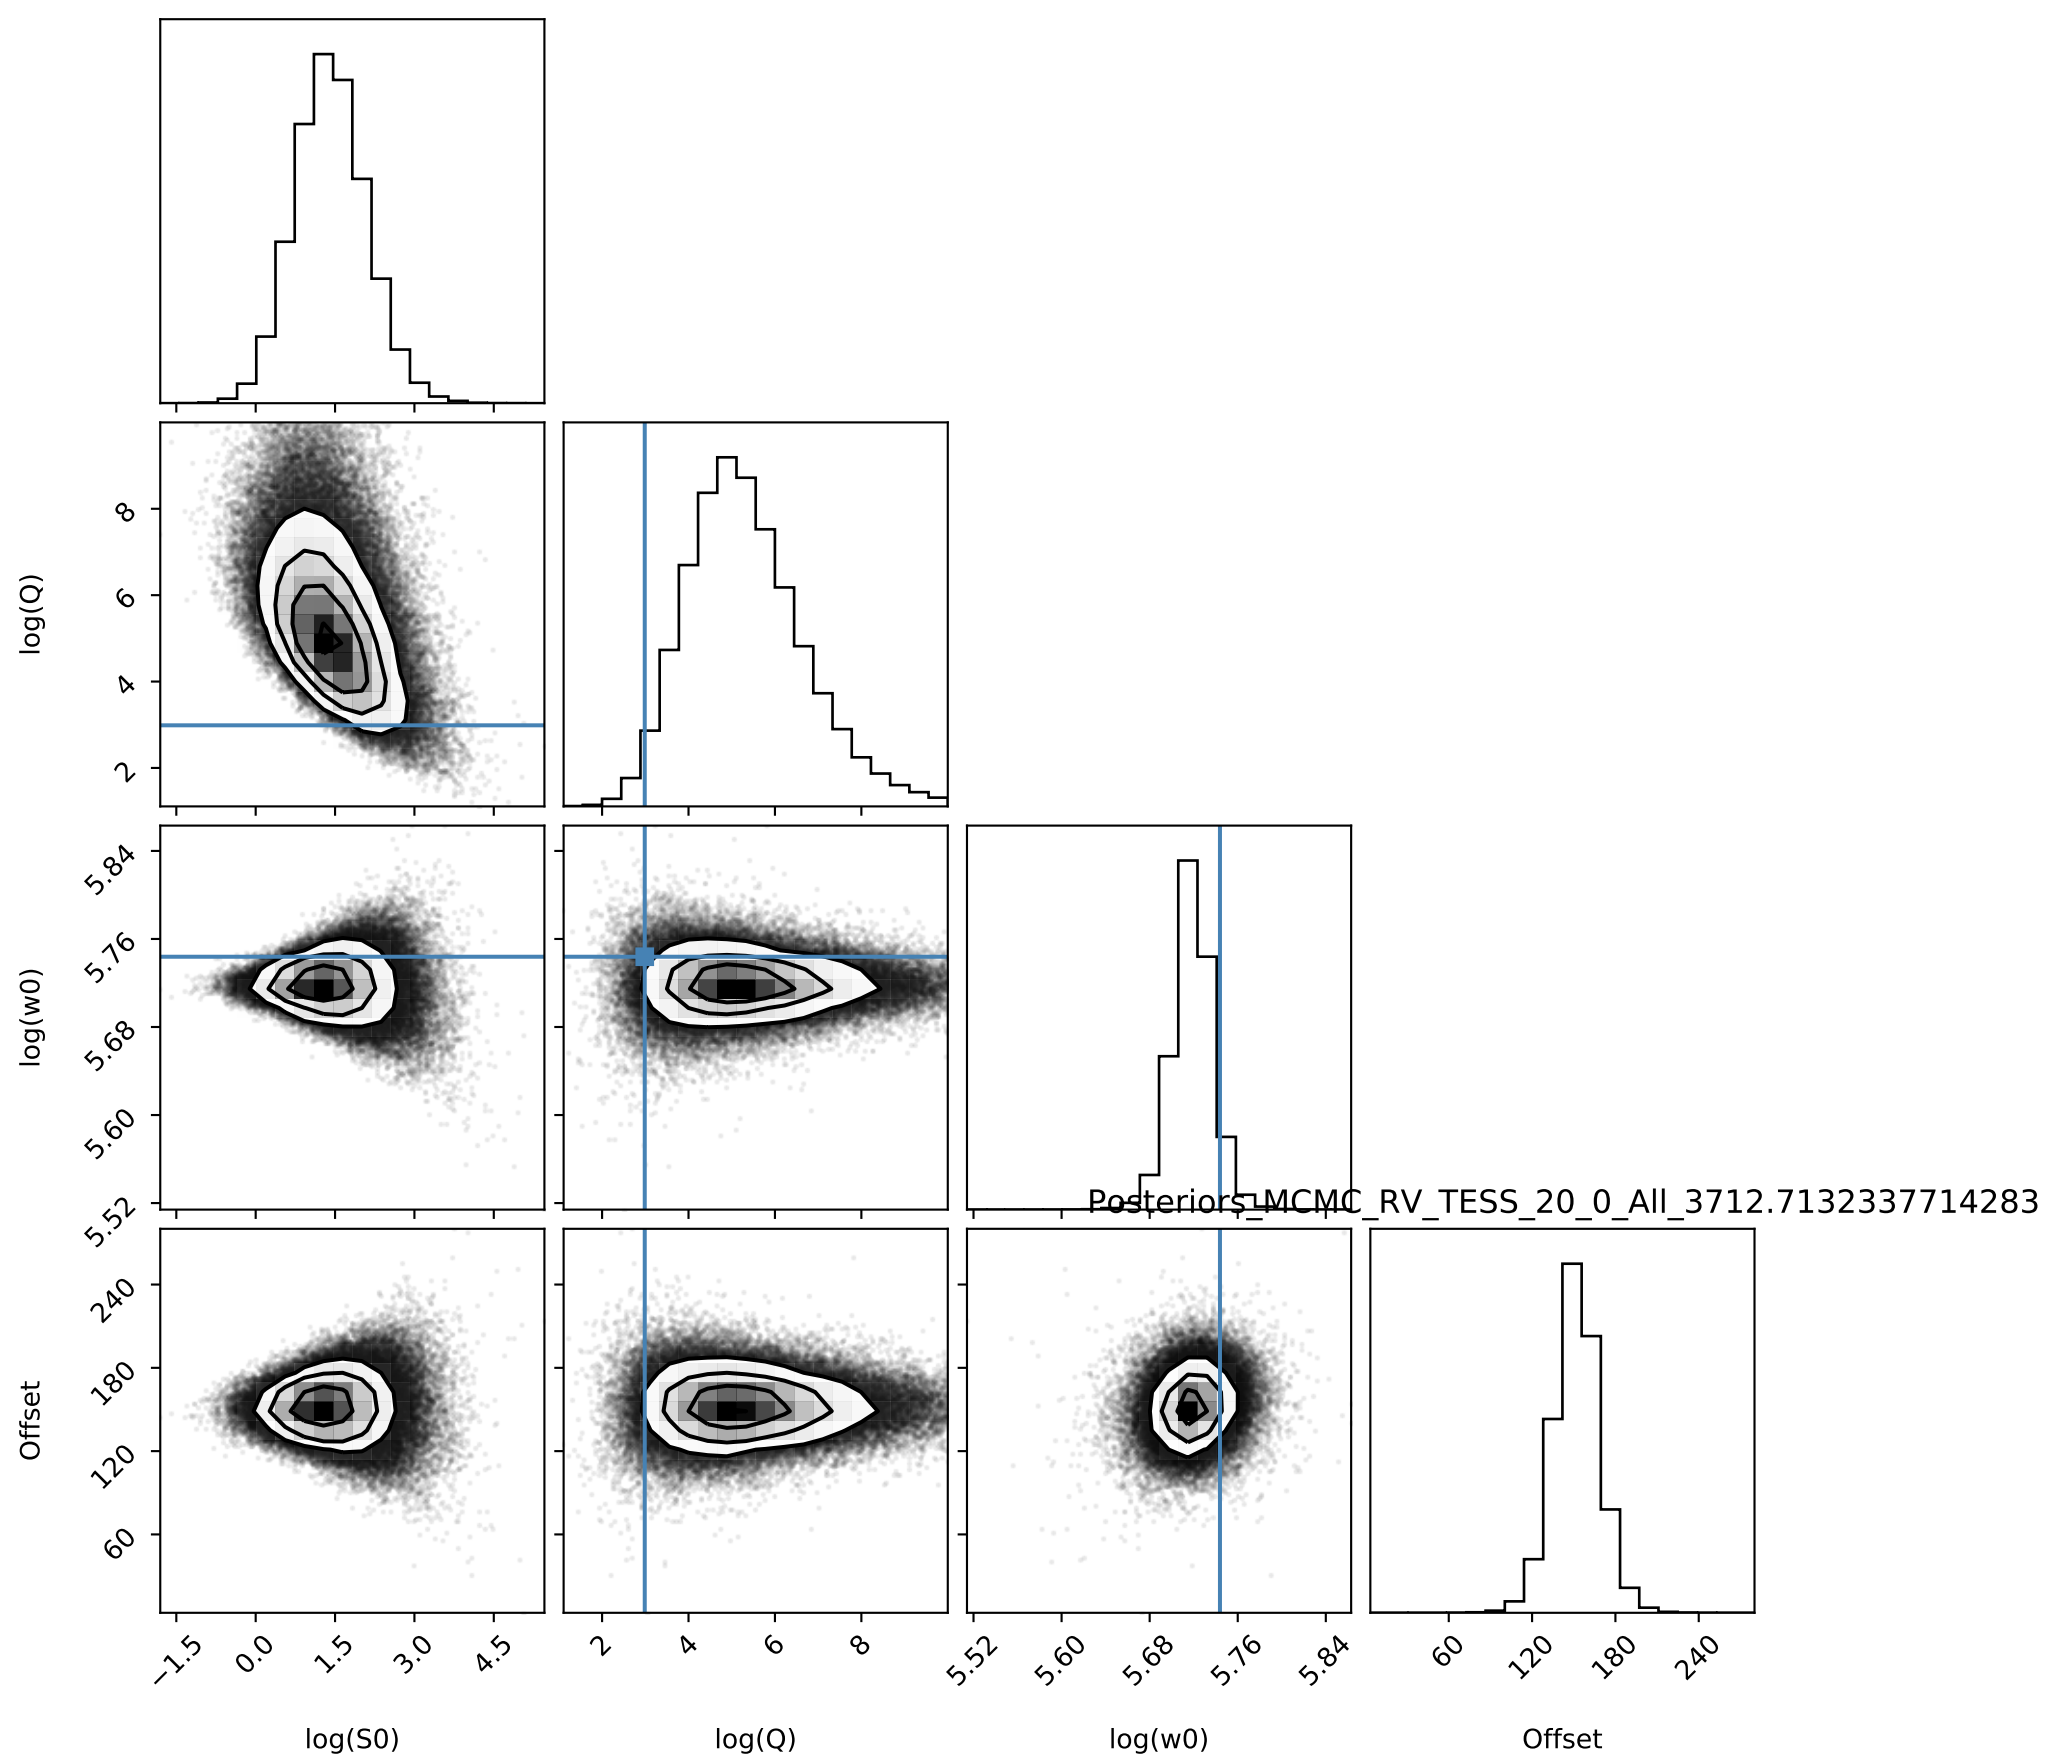 log(Q)
8
6
4
2
log(w0)
5.84
5.76
5.68
5.60
5.52
Posteriors_MCMC_RV_TESS_20_0_All_3712.7132337714283
Offset
240
180
120
60
−1.5 0.0 1.5 3.0 4.5 2 4 6 8 5.52 5.60 5.68 5.76 5.84 60 120 180 240
log(S0) log(Q) log(w0) Offset